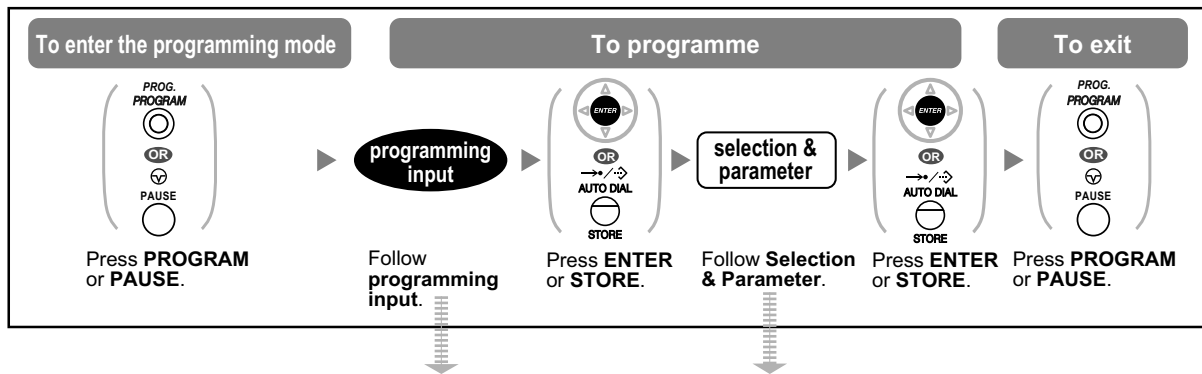 To enter the programming mode
To programme
To exit
PROG.
PROGRAM
OR
PAUSE
Press PROGRAM
or PAUSE.
programming
input
Follow
programming
input.
ENTER
OR
AUTO DIAL
STORE
Press ENTER
or STORE.
selection &
parameter
Follow Selection
& Parameter.
ENTER
OR
AUTO DIAL
STORE
Press ENTER
or STORE.
PROG.
PROGRAM
OR
PAUSE
Press PROGRAM
or PAUSE.